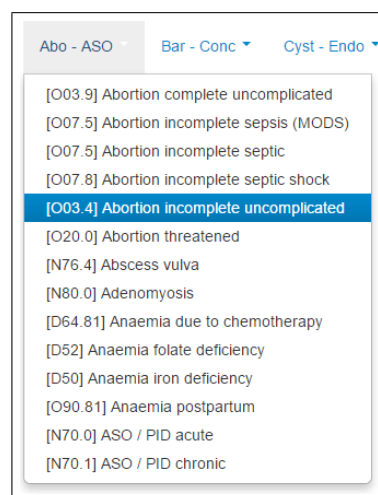 Abo - ASO Bar - Conc Cyst - Endo
[O03.9] Abortion complete uncomplicated
[O07.5] Abortion incomplete sepsis (MODS)
[O07.5] Abortion incomplete septic
[O07.8] Abortion incomplete septic shock
[O03.4] Abortion incomplete uncomplicated
[O20.0] Abortion threatened
[N76.4] Abscess vulva
[N80.0] Adenomyosis
[D64.81] Anaemia due to chemotherapy
[D52] Anaemia folate deficiency
[D50] Anaemia iron deficiency
[O90.81] Anaemia postpartum
[N70.0] ASO / PID acute
[N70.1] ASO / PID chronic